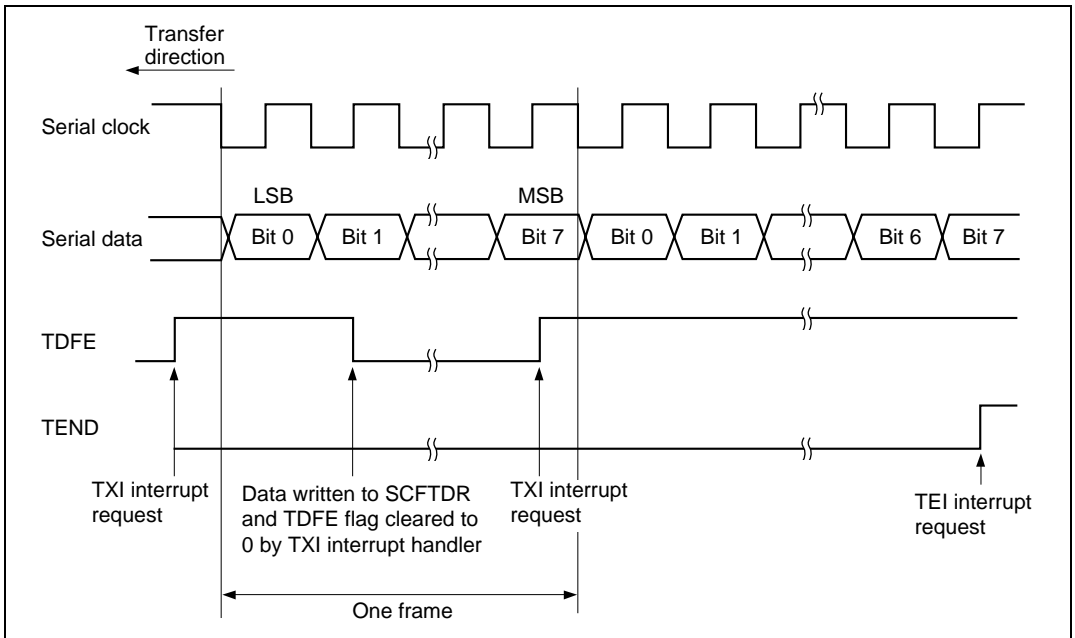 Transfer
direction
Serial clock
LSB
MSB
Serial data
Bit 0
Bit 1
Bit 7
Bit 0
Bit 1
Bit 6
Bit 7
TDFE
TEND
TXI interrupt
request
Data written to SCFTDR
and TDFE flag cleared to
0 by TXI interrupt handler
TXI interrupt
request
TEI interrupt
request
One frame